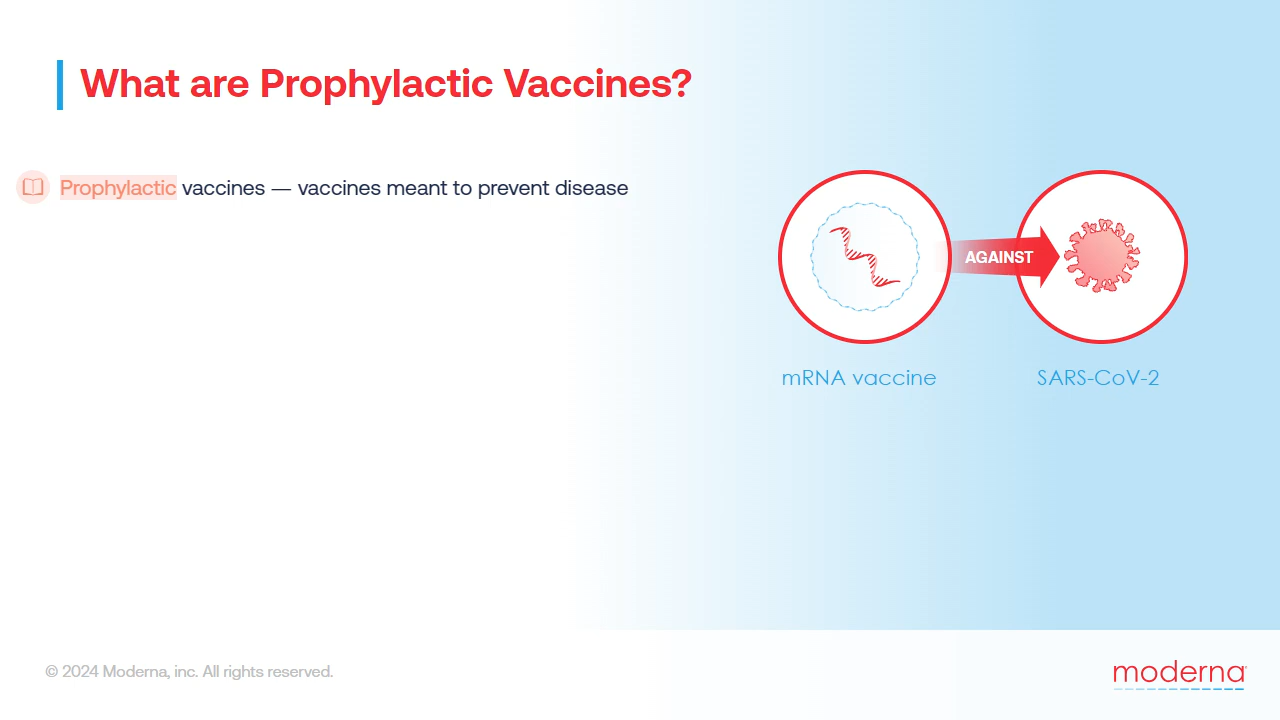 What are Prophylactic Vaccines?
Prophylactic vaccines — vaccines meant to prevent disease
AGAINST
mRNA vaccine
SARS-CoV-2
© 2024 Moderna, inc. All rights reserved.
moderna